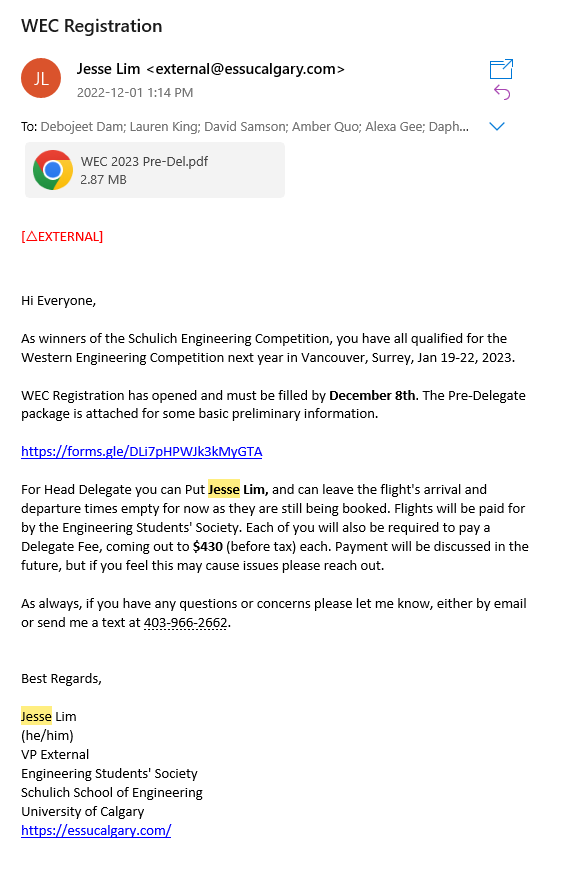 WEC Registration
JL
Jesse Lim <external@essucalgary.com>
2022-12-01 1:14 PM
To: Debojeet Dam; Lauren King; David Samson; Amber Quo; Alexa Gee; Daph...
WEC 2023 Pre-Del.pdf
2.87 MB
[△EXTERNAL]
Hi Everyone,
As winners of the Schulich Engineering Competition, you have all qualified for the
Western Engineering Competition next year in Vancouver, Surrey, Jan 19-22, 2023.
WEC Registration has opened and must be filled by December 8th. The Pre-Delegate
package is attached for some basic preliminary information.
https://forms.gle/DLi7pHPWJk3kMyGTA
For Head Delegate you can Put Jesse Lim, and can leave the flight's arrival and
departure times empty for now as they are still being booked. Flights will be paid for
by the Engineering Students' Society. Each of you will also be required to pay a
Delegate Fee, coming out to $430 (before tax) each. Payment will be discussed in the
future, but if you feel this may cause issues please reach out.
As always, if you have any questions or concerns please let me know, either by email
or send me a text at 403-966-2662.
Best Regards,
Jesse Lim
(he/him)
VP External
Engineering Students' Society
Schulich School of Engineering
University of Calgary
https://essucalgary.com/